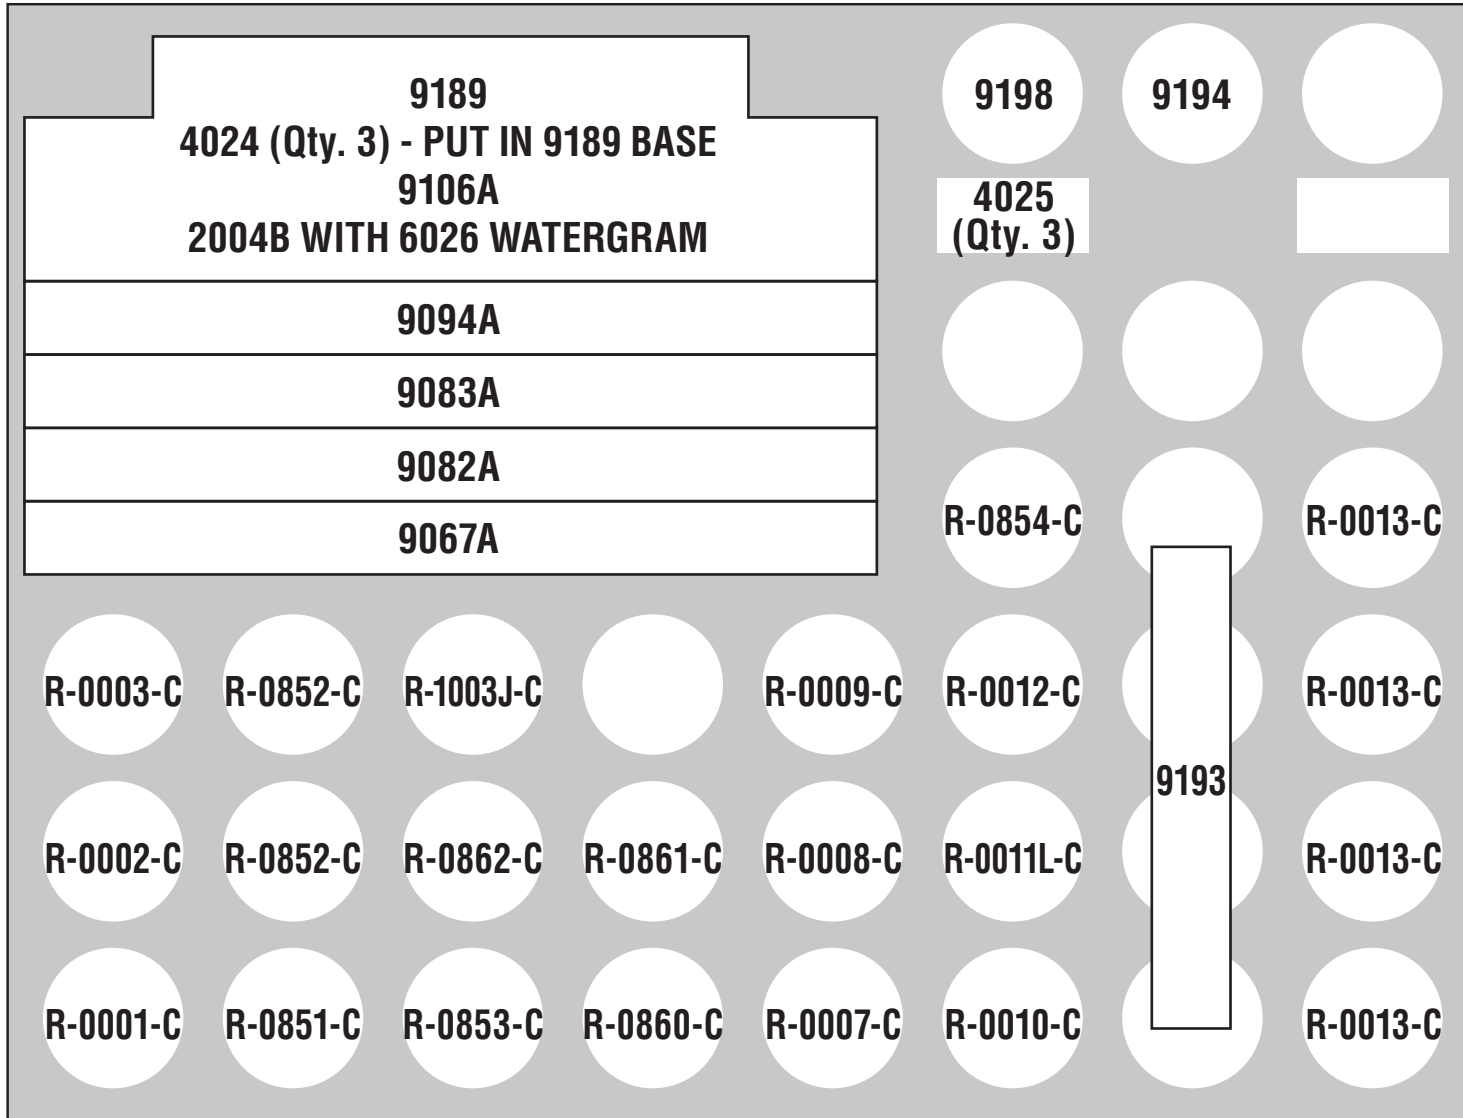 9189
4024 (Qty. 3) - PUT IN 9189 BASE
9106A
2004B WITH 6026 WATERGRAM
9094A
9083A
9082A
9067A
9198
9194
4025
(Qty. 3)
R-0854-C
R-0013-C
R-0003-C
R-0852-C
R-1003J-C
R-0009-C
R-0012-C
R-0013-C
9193
R-0002-C
R-0852-C
R-0862-C
R-0861-C
R-0008-C
R-0011L-C
R-0013-C
R-0001-C
R-0851-C
R-0853-C
R-0860-C
R-0007-C
R-0010-C
R-0013-C